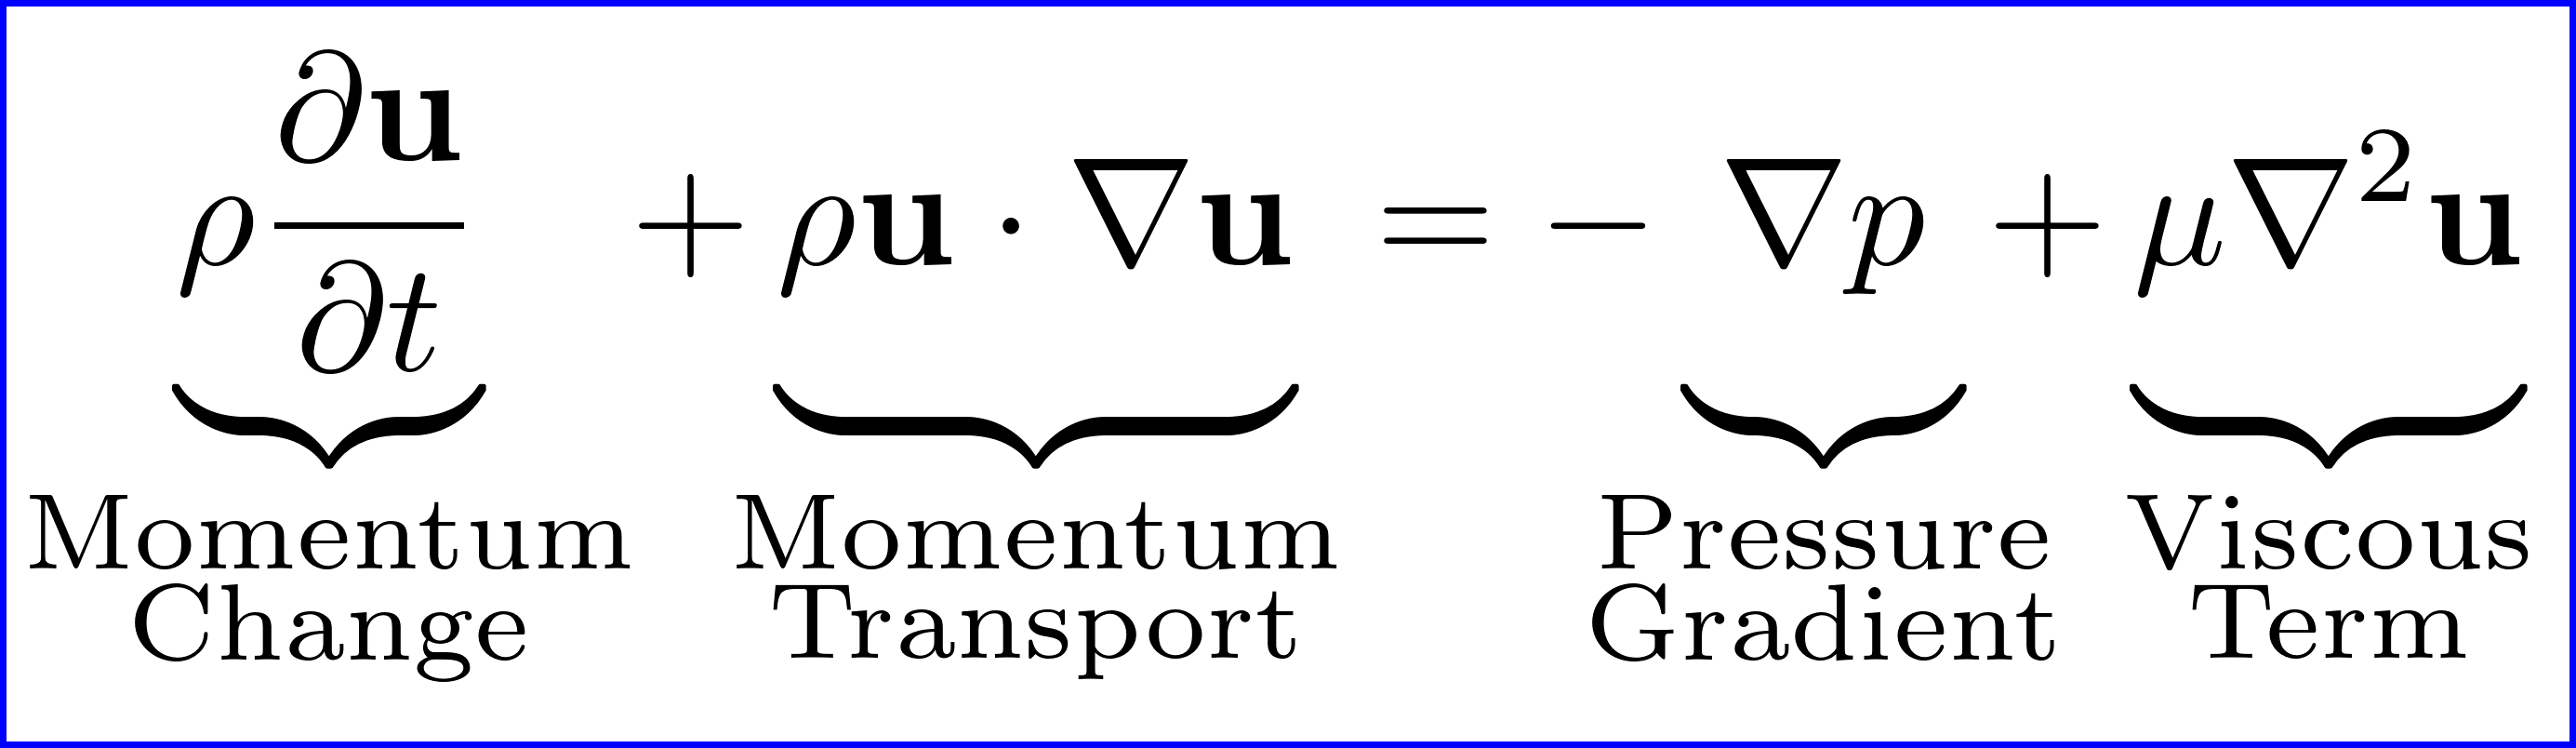 ρ ∂𝐮/∂t + ρ𝐮 · ∇𝐮 = − ∇p + μ∇²𝐮
Momentum Change
Momentum Transport
Pressure Gradient
Viscous Term